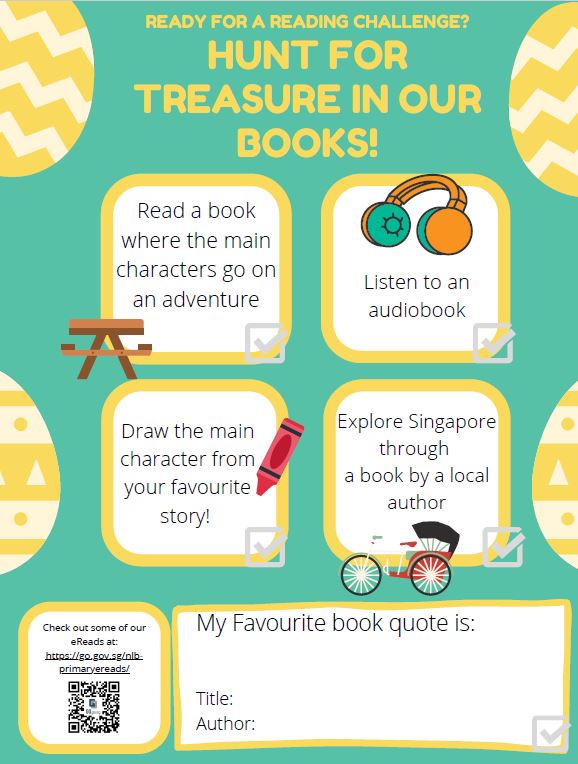 READY FOR A READING CHALLENGE?
HUNT FOR
TREASURE IN OUR
BOOKS!
Read a book
where the main
characters go on
an adventure
Listen to an
audiobook
Draw the main
character from
your favourite
story!
Explore Singapore
through
a book by a local
author
Check out some of our
eReads at:
https://go.gov.sg/nlb-
primaryereads/
My Favourite book quote is:
Title:
Author: